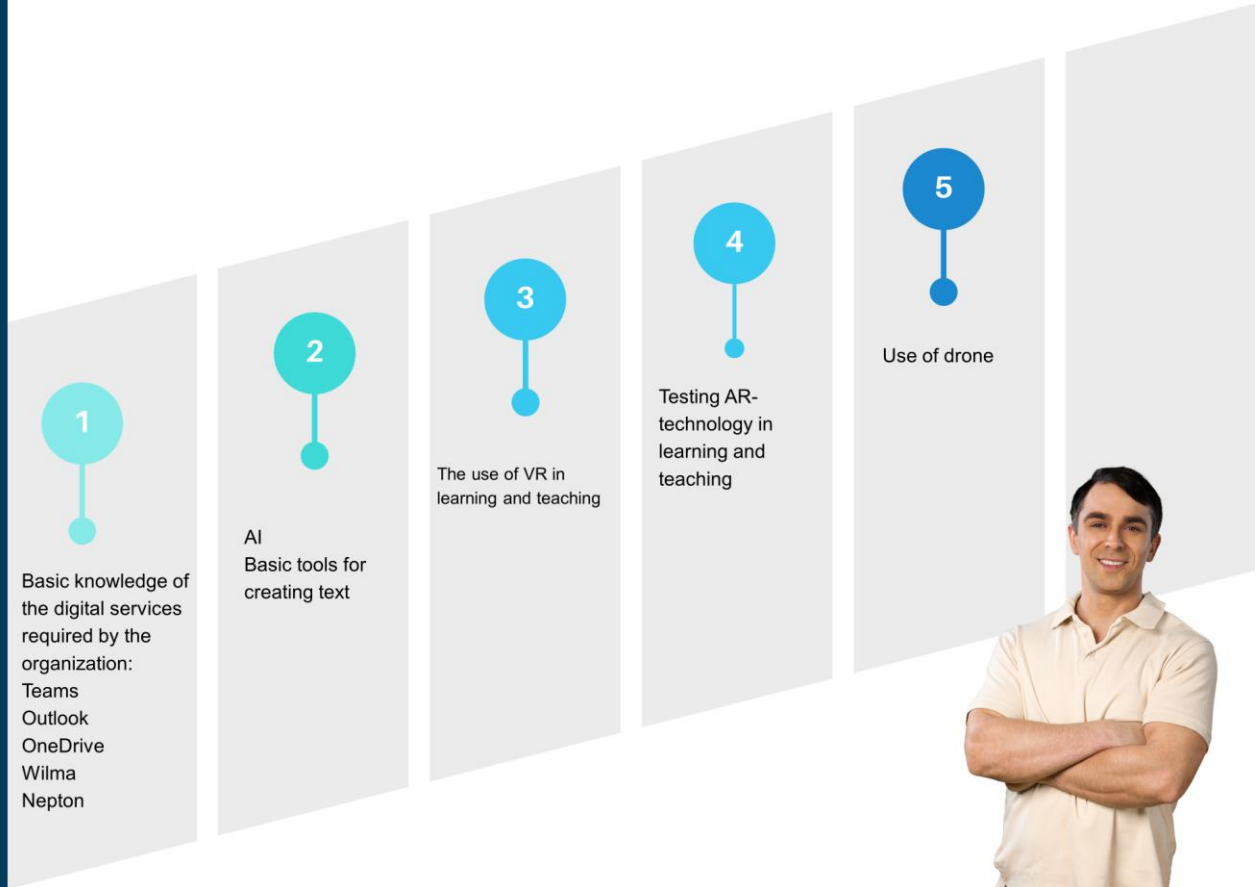 1
Basic knowledge of
the digital services
required by the
organization:
Teams
Outlook
OneDrive
Wilma
Nepton
2
AI
Basic tools for
creating text
3
The use of VR in
learning and teaching
4
Testing AR-
technology in
learning and
teaching
5
Use of drone